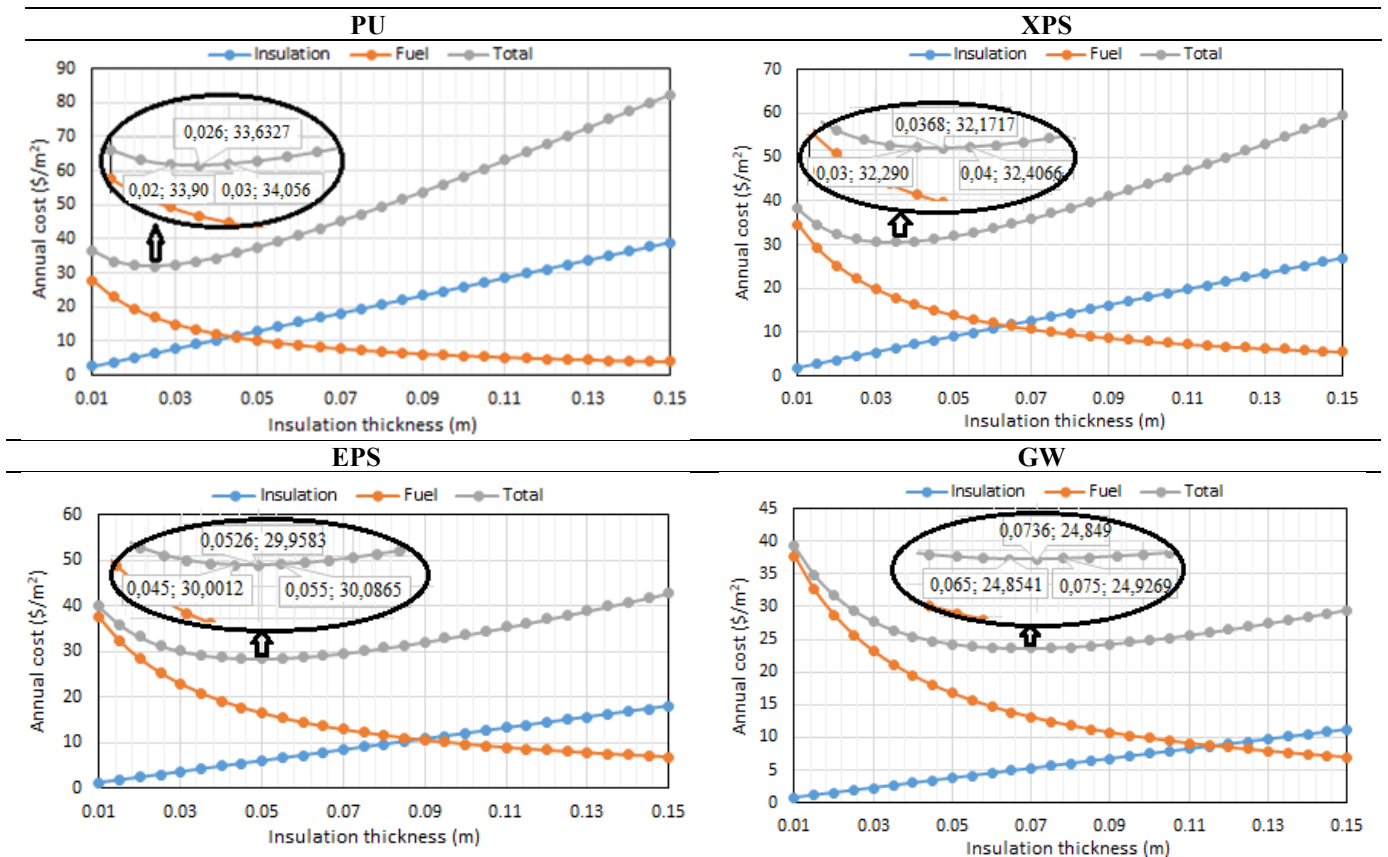 PU
Insulation Fuel Total
Annual cost ($/m²)
90
80
70
60
50
40
30
20
10
0
0,026; 33,6327
0,02; 33,90 0,03; 34,056
0.01 0.03 0.05 0.07 0.09 0.11 0.13 0.15
Insulation thickness (m)
XPS
Insulation Fuel Total
Annual cost ($/m²)
70
60
50
40
30
20
10
0
0,0368; 32,1717
0,03; 32,290 0,04; 32,4066
0.01 0.03 0.05 0.07 0.09 0.11 0.13 0.15
Insulation thickness (m)
EPS
Insulation Fuel Total
Annual cost ($/m²)
60
50
40
30
20
10
0
0,0526; 29,9583
0,045; 30,0012 0,055; 30,0865
0.01 0.03 0.05 0.07 0.09 0.11 0.13 0.15
Insulation thickness (m)
GW
Insulation Fuel Total
Annual cost ($/m²)
45
40
35
30
25
20
15
10
5
0
0,0736; 24,849
0,065; 24,8541 0,075; 24,9269
0.01 0.03 0.05 0.07 0.09 0.11 0.13 0.15
Insulation thickness (m)